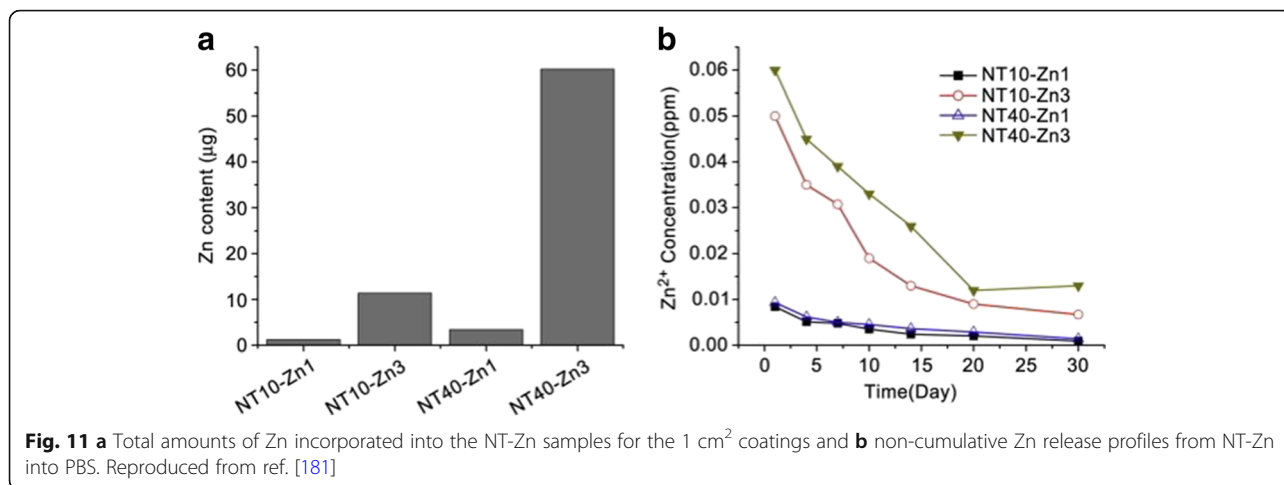 a
Zn content (µg)
60
50
40
30
20
10
0
NT10-Zn1
NT10-Zn3
NT40-Zn1
NT40-Zn3
b
Zn2+ Concentration(ppm)
0.06
0.05
0.04
0.03
0.02
0.01
0.00
NT10-Zn1
NT10-Zn3
NT40-Zn1
NT40-Zn3
0 5 10 15 20 25 30
Time(Day)
Fig. 11 a Total amounts of Zn incorporated into the NT-Zn samples for the 1 cm2 coatings and b non-cumulative Zn release profiles from NT-Zn
into PBS. Reproduced from ref. [181]